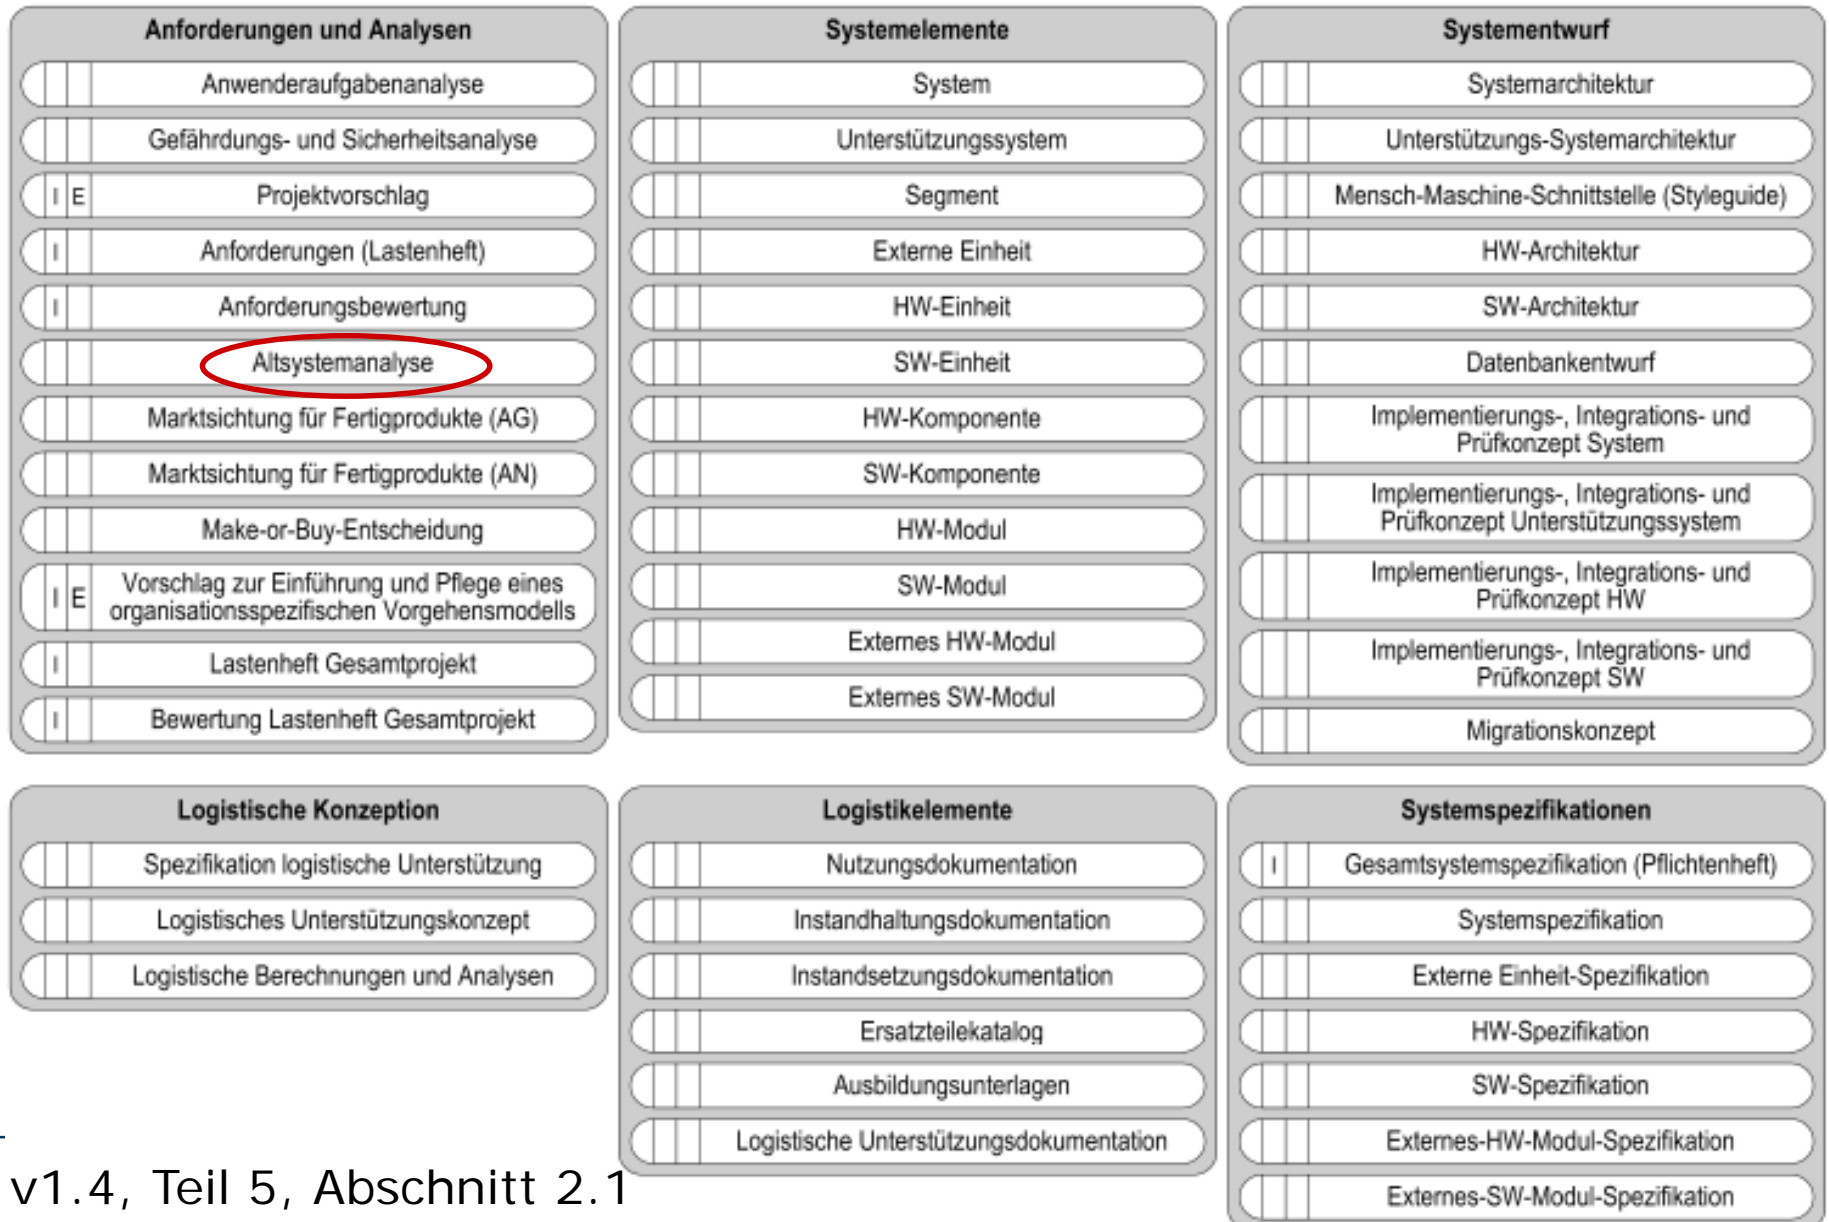 Anforderungen und Analysen
Anwenderaufgabenanalyse
Gefährdungs- und Sicherheitsanalyse
I E Projektvorschlag
I Anforderungen (Lastenheft)
I Anforderungsbewertung
Altsystemanalyse
Marktsichtung für Fertigprodukte (AG)
Marktsichtung für Fertigprodukte (AN)
Make-or-Buy-Entscheidung
I E Vorschlag zur Einführung und Pflege eines
organisationsspezifischen Vorgehensmodells
I Lastenheft Gesamtprojekt
I Bewertung Lastenheft Gesamtprojekt
Systemelemente
System
Unterstützungssystem
Segment
Externe Einheit
HW-Einheit
SW-Einheit
HW-Komponente
SW-Komponente
HW-Modul
SW-Modul
Externes HW-Modul
Externes SW-Modul
Systementwurf
Systemarchitektur
Unterstützungs-Systemarchitektur
Mensch-Maschine-Schnittstelle (Styleguide)
HW-Architektur
SW-Architektur
Datenbankentwurf
Implementierungs-, Integrations- und
Prüfkonzept System
Implementierungs-, Integrations- und
Prüfkonzept Unterstützungssystem
Implementierungs-, Integrations- und
Prüfkonzept HW
Implementierungs-, Integrations- und
Prüfkonzept SW
Migrationskonzept
Logistische Konzeption
Spezifikation logistische Unterstützung
Logistisches Unterstützungskonzept
Logistische Berechnungen und Analysen
Logistikelemente
Nutzungsdokumentation
Instandhaltungsdokumentation
Instandsetzungsdokumentation
Ersatzteilekatalog
Ausbildungsunterlagen
Logistische Unterstützungsdokumentation
Systemspezifikationen
I Gesamtsystemspezifikation (Pflichtenheft)
Systemspezifikation
Externe Einheit-Spezifikation
HW-Spezifikation
SW-Spezifikation
Externes-HW-Modul-Spezifikation
Externes-SW-Modul-Spezifikation
v1.4, Teil 5, Abschnitt 2.1